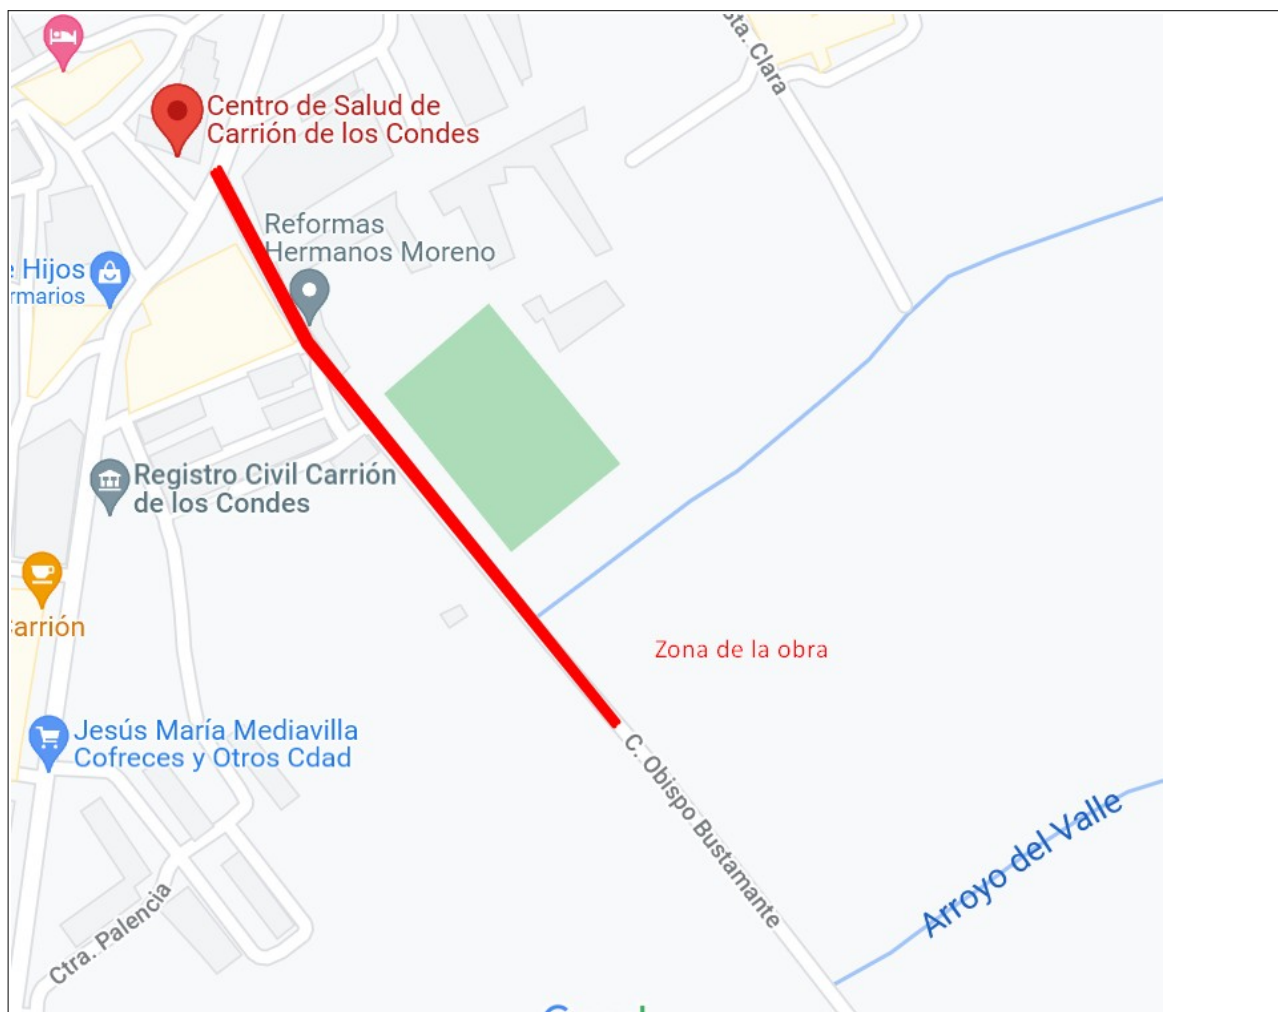 Sta. Clara
Centro de Salud de
Carrión de los Condes
Reformas
Hermanos Moreno
Hijos
rmarios
Registro Civil Carrión
de los Condes
arrión
Zona de la obra
Jesús María Mediavilla
Cofreces y Otros Cdad
C. Obispo Bustamante
Arroyo del Valle
Ctra. Palencia